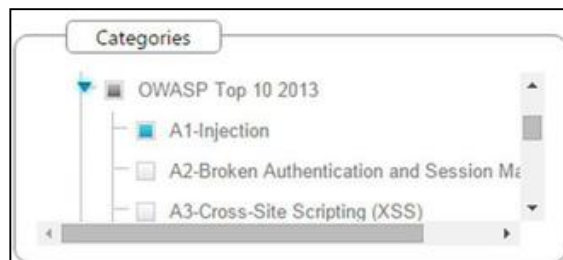 Categories
OWASP Top 10 2013
A1-Injection
A2-Broken Authentication and Session Ma
A3-Cross-Site Scripting (XSS)